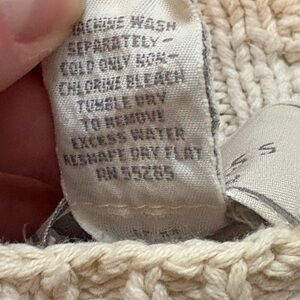 MACHINE WASH
SEPARATELY-
COLD ONLY NON-
CHLORINE BLEACH
TUMBLE DRY
TO REMOVE
EXCESS WATER
RESHAPE DRY FLAT
RN 55285
S S